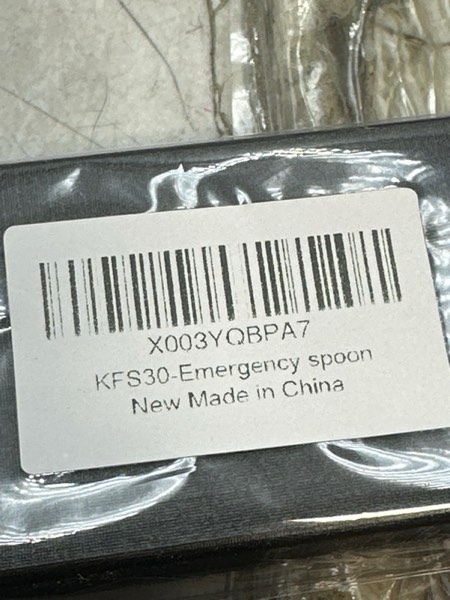 X003YQBPA7
KFS30-Emergency spoon
New Made in China